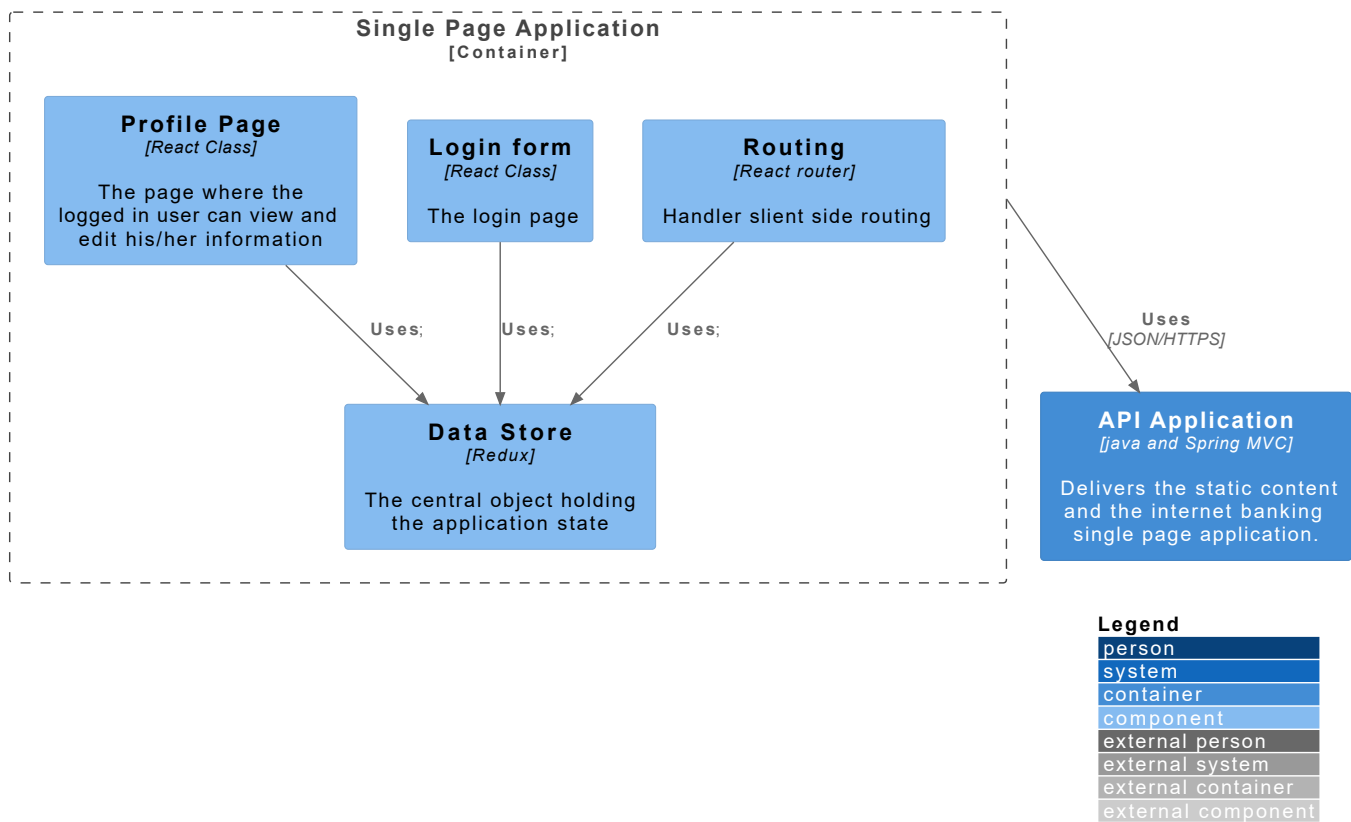 Single Page Application
[Container]
Profile Page
[React Class]
The page where the
logged in user can view and
edit his/her information
Login form
[React Class]
The login page
Routing
[React router]
Handler slient side routing
Uses;
Uses;
Uses;
Uses
[JSON/HTTPS]
Data Store
[Redux]
The central object holding
the application state
API Application
[java and Spring MVC]
Delivers the static content
and the internet banking
single page application.
Legend
person
system
container
component
external person
external system
external container
external component